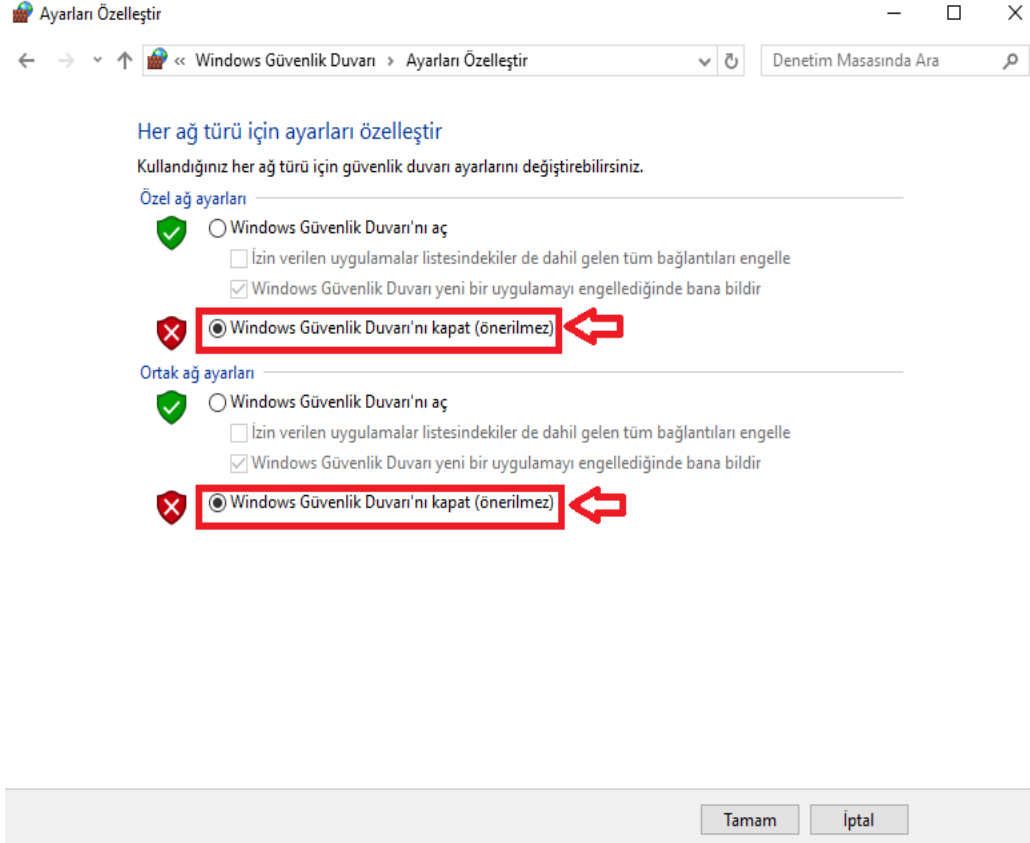 Ayarları Özelleştir
« Windows Güvenlik Duvarı › Ayarları Özelleştir
Denetim Masasında Ara
Her ağ türü için ayarları özelleştir
Kullandığınız her ağ türü için güvenlik duvarı ayarlarını değiştirebilirsiniz.
Özel ağ ayarları
Windows Güvenlik Duvarı'nı aç
İzin verilen uygulamalar listesindekiler de dahil gelen tüm bağlantıları engelle
Windows Güvenlik Duvarı yeni bir uygulamayı engellediğinde bana bildir
Windows Güvenlik Duvarı'nı kapat (önerilmez)
Ortak ağ ayarları
Windows Güvenlik Duvarı'nı aç
İzin verilen uygulamalar listesindekiler de dahil gelen tüm bağlantıları engelle
Windows Güvenlik Duvarı yeni bir uygulamayı engellediğinde bana bildir
Windows Güvenlik Duvarı'nı kapat (önerilmez)
Tamam
İptal